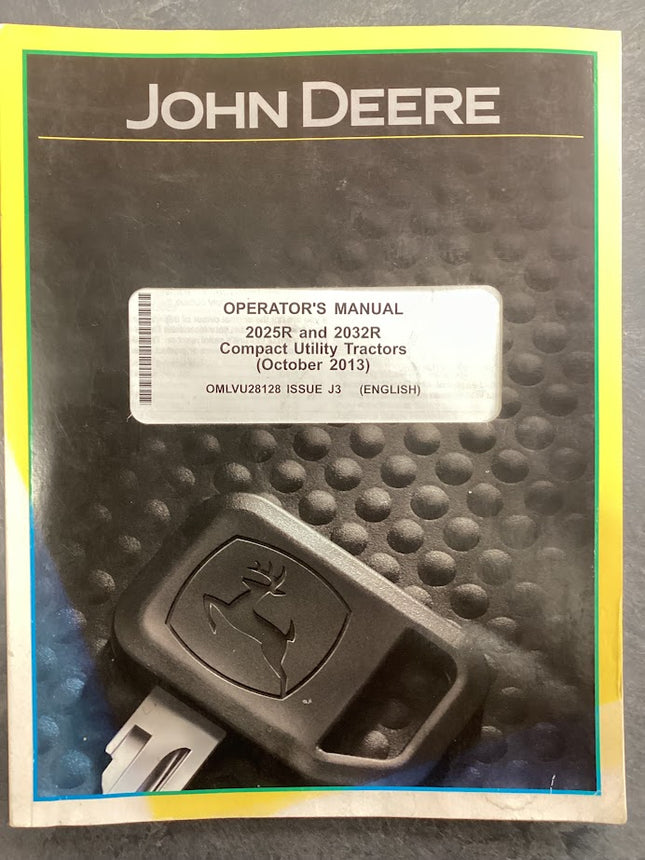 JOHN DEERE
OPERATOR'S MANUAL
2025R and 2032R
Compact Utility Tractors
(October 2013)
OMLVU28128 ISSUE J3 (ENGLISH)